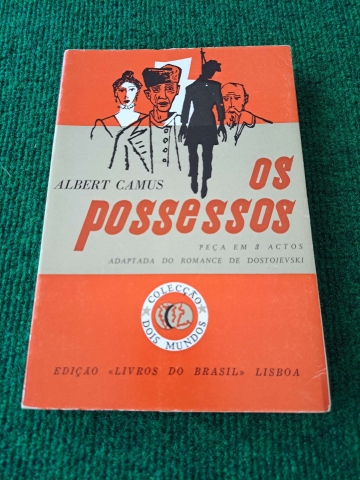 ALBERT CAMUS
os
possessos
PEÇA EM 3 ACTOS
ADAPTADA DO ROMANCE DE DOSTOIEVSKI
COLECÇÃO
DOIS MUNDOS
EDIÇÃO «LIVROS DO BRASIL» LISBOA